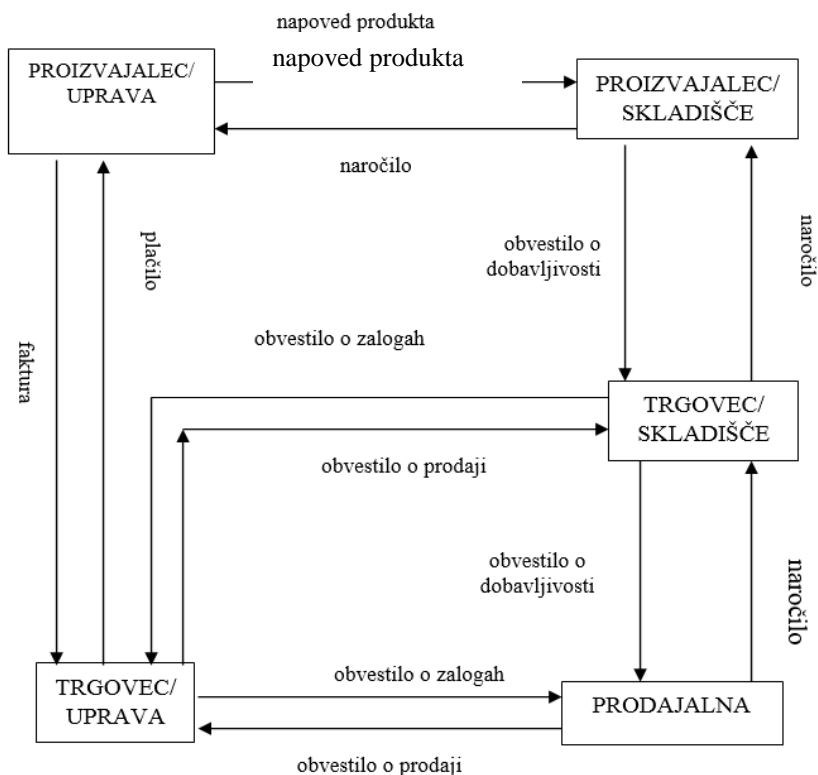 napoved produkta
napoved produkta
PROIZVAJALEC/
UPRAVA
PROIZVAJALEC/
SKLADIŠČE
naročilo
plačilo
obvestilo o
dobavljivosti
naročilo
faktura
obvestilo o zalogah
TRGOVEC/
SKLADIŠČE
obvestilo o prodaji
obvestilo o
dobavljivosti
naročilo
TRGOVEC/
UPRAVA
obvestilo o zalogah
PRODAJALNA
obvestilo o prodaji